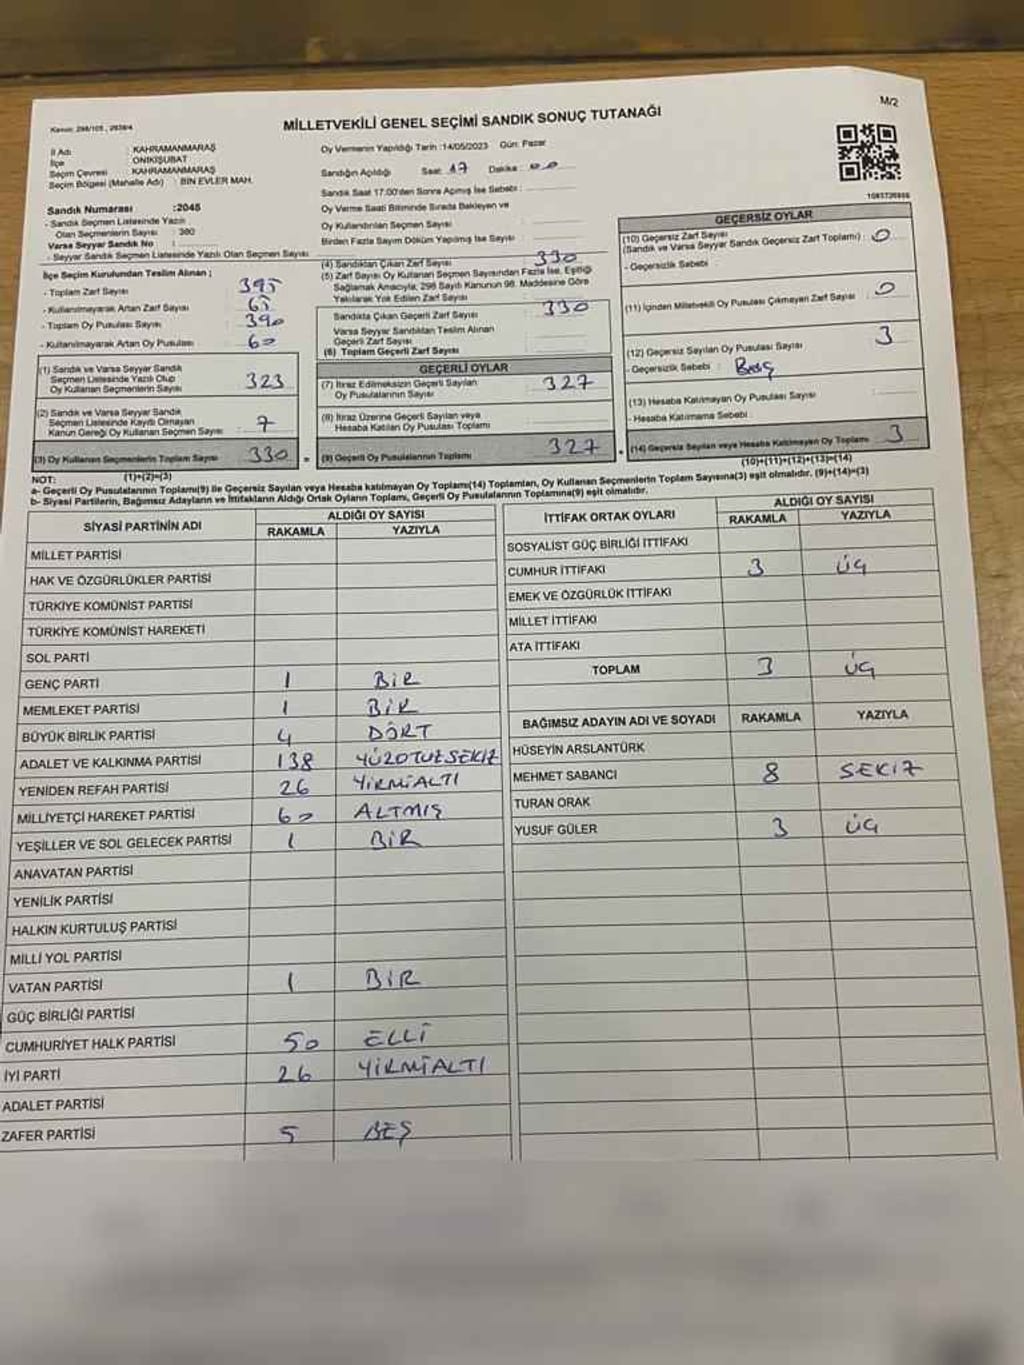 M/2
Kanun: 298/105 , 2839/4
MİLLETVEKİLİ GENEL SEÇİMİ SANDIK SONUÇ TUTANAĞI
İl Adı : KAHRAMANMARAŞ
İlçe : ONİKİŞUBAT
Seçim Çevresi : KAHRAMANMARAŞ
Seçim Bölgesi (Mahalle Adı) : BİN EVLER MAH.
Sandık Numarası :2045
- Sandık Seçmen Listesinde Yazılı
Olan Seçmenlerin Sayısı : 380
Varsa Seyyar Sandık No :
- Seyyar Sandık Seçmen Listesinde Yazılı Olan Seçmen Sayısı
İlçe Seçim Kurulundan Teslim Alınan ;
- Toplam Zarf Sayısı : 395
- Kullanılmayarak Artan Zarf Sayısı : 65
- Toplam Oy Pusulası Sayısı : 390
- Kullanılmayarak Artan Oy Pusulası : 60
(1) Sandık ve Varsa Seyyar Sandık
Seçmen Listesinde Yazılı Olup
Oy Kullanan Seçmenlerin Sayısı : 323
(2) Sandık ve Varsa Seyyar Sandık
Seçmen Listesinde Kayıtlı Olmayan
Kanun Gereği Oy Kullanan Seçmen Sayısı : 7
(3) Oy Kullanan Seçmenlerin Toplam Sayısı 330
(1)+(2)=(3)
Oy Vermenin Yapıldığı Tarih :14/05/2023 Gün: Pazar
Sandığın Açıldığı Saat: 17 Dakika : 00
Sandık Saat 17:00'den Sonra Açılmış İse Sebebi :
Oy Verme Saati Bitiminde Sırada Bekleyen ve
Oy Kullandırılan Seçmen Sayısı :
Birden Fazla Sayım Döküm Yapılmış İse Sayısı :
(4) Sandıktan Çıkan Zarf Sayısı : 330
(5) Zarf Sayısı Oy Kullanan Seçmen Sayısından Fazla İse, Eşitliği
Sağlamak Amacıyla, 298 Sayılı Kanunun 98. Maddesine Göre
Yakılarak Yok Edilen Zarf Sayısı :
Sandıkta Çıkan Geçerli Zarf Sayısı : 330
Varsa Seyyar Sandıktan Teslim Alınan
Geçerli Zarf Sayısı :
(6) Toplam Geçerli Zarf Sayısı :
GEÇERLİ OYLAR
(7) İtiraz Edilmeksizin Geçerli Sayılan
Oy Pusulalarının Sayısı : 327
(8) İtiraz Üzerine Geçerli Sayılan veya
Hesaba Katılan Oy Pusulası Toplamı :
= (9) Geçerli Oy Pusulalarının Toplamı 327
1083726956
GEÇERSİZ OYLAR
(10) Geçersiz Zarf Sayısı
(Sandık ve Varsa Seyyar Sandık Geçersiz Zarf Toplamı) : 0
- Geçersizlik Sebebi :
(11) İçinden Milletvekili Oy Pusulası Çıkmayan Zarf Sayısı : 0
(12) Geçersiz Sayılan Oy Pusulası Sayısı : 3
- Geçersizlik Sebebi :
(13) Hesaba Katılmayan Oy Pusulası Sayısı :
- Hesaba Katılmama Sebebi :
+ (14) Geçersiz Sayılan veya Hesaba Katılmayan Oy Toplamı 3
(10)+(11)+(12)+(13)=(14)
NOT:
a- Geçerli Oy Pusulalarının Toplamı(9) ile Geçersiz Sayılan veya Hesaba katılmayan Oy Toplamı(14) Toplamları, Oy Kullanan Seçmenlerin Toplam Sayısına(3) eşit olmalıdır. (9)+(14)=(3)
b- Siyasi Partilerin, Bağımsız Adayların ve İttifakların Aldığı Ortak Oyların Toplamı, Geçerli Oy Pusulalarının Toplamına(9) eşit olmalıdır.
SİYASİ PARTİNİN ADI ALDIĞI OY SAYISI
RAKAMLA YAZIYLA
MİLLET PARTİSİ
HAK VE ÖZGÜRLÜKLER PARTİSİ
TÜRKİYE KOMÜNİST PARTİSİ
TÜRKİYE KOMÜNİST HAREKETİ
SOL PARTİ
GENÇ PARTİ 1 BİR
MEMLEKET PARTİSİ 1 BİR
BÜYÜK BİRLİK PARTİSİ 4 DÖRT
ADALET VE KALKINMA PARTİSİ 138 YÜZOTUZSEKİZ
YENİDEN REFAH PARTİSİ 26 YİRMİALTI
MİLLİYETÇİ HAREKET PARTİSİ 60 ALTMIŞ
YEŞİLLER VE SOL GELECEK PARTİSİ 1 BİR
ANAVATAN PARTİSİ
YENİLİK PARTİSİ
HALKIN KURTULUŞ PARTİSİ
MİLLİ YOL PARTİSİ
VATAN PARTİSİ 1 BİR
GÜÇ BİRLİĞİ PARTİSİ
CUMHURİYET HALK PARTİSİ 50 ELLİ
İYİ PARTİ 26 YİRMİALTI
ADALET PARTİSİ
ZAFER PARTİSİ 5 BEŞ
İTTİFAK ORTAK OYLARI ALDIĞI OY SAYISI
RAKAMLA YAZIYLA
SOSYALİST GÜÇ BİRLİĞİ İTTİFAKI
CUMHUR İTTİFAKI 3 ÜÇ
EMEK VE ÖZGÜRLÜK İTTİFAKI
MİLLET İTTİFAKI
ATA İTTİFAKI
TOPLAM 3 ÜÇ
BAĞIMSIZ ADAYIN ADI VE SOYADI RAKAMLA YAZIYLA
HÜSEYİN ARSLANTÜRK
MEHMET SABANCI 8 SEKİZ
TURAN ORAK
YUSUF GÜLER 3 ÜÇ